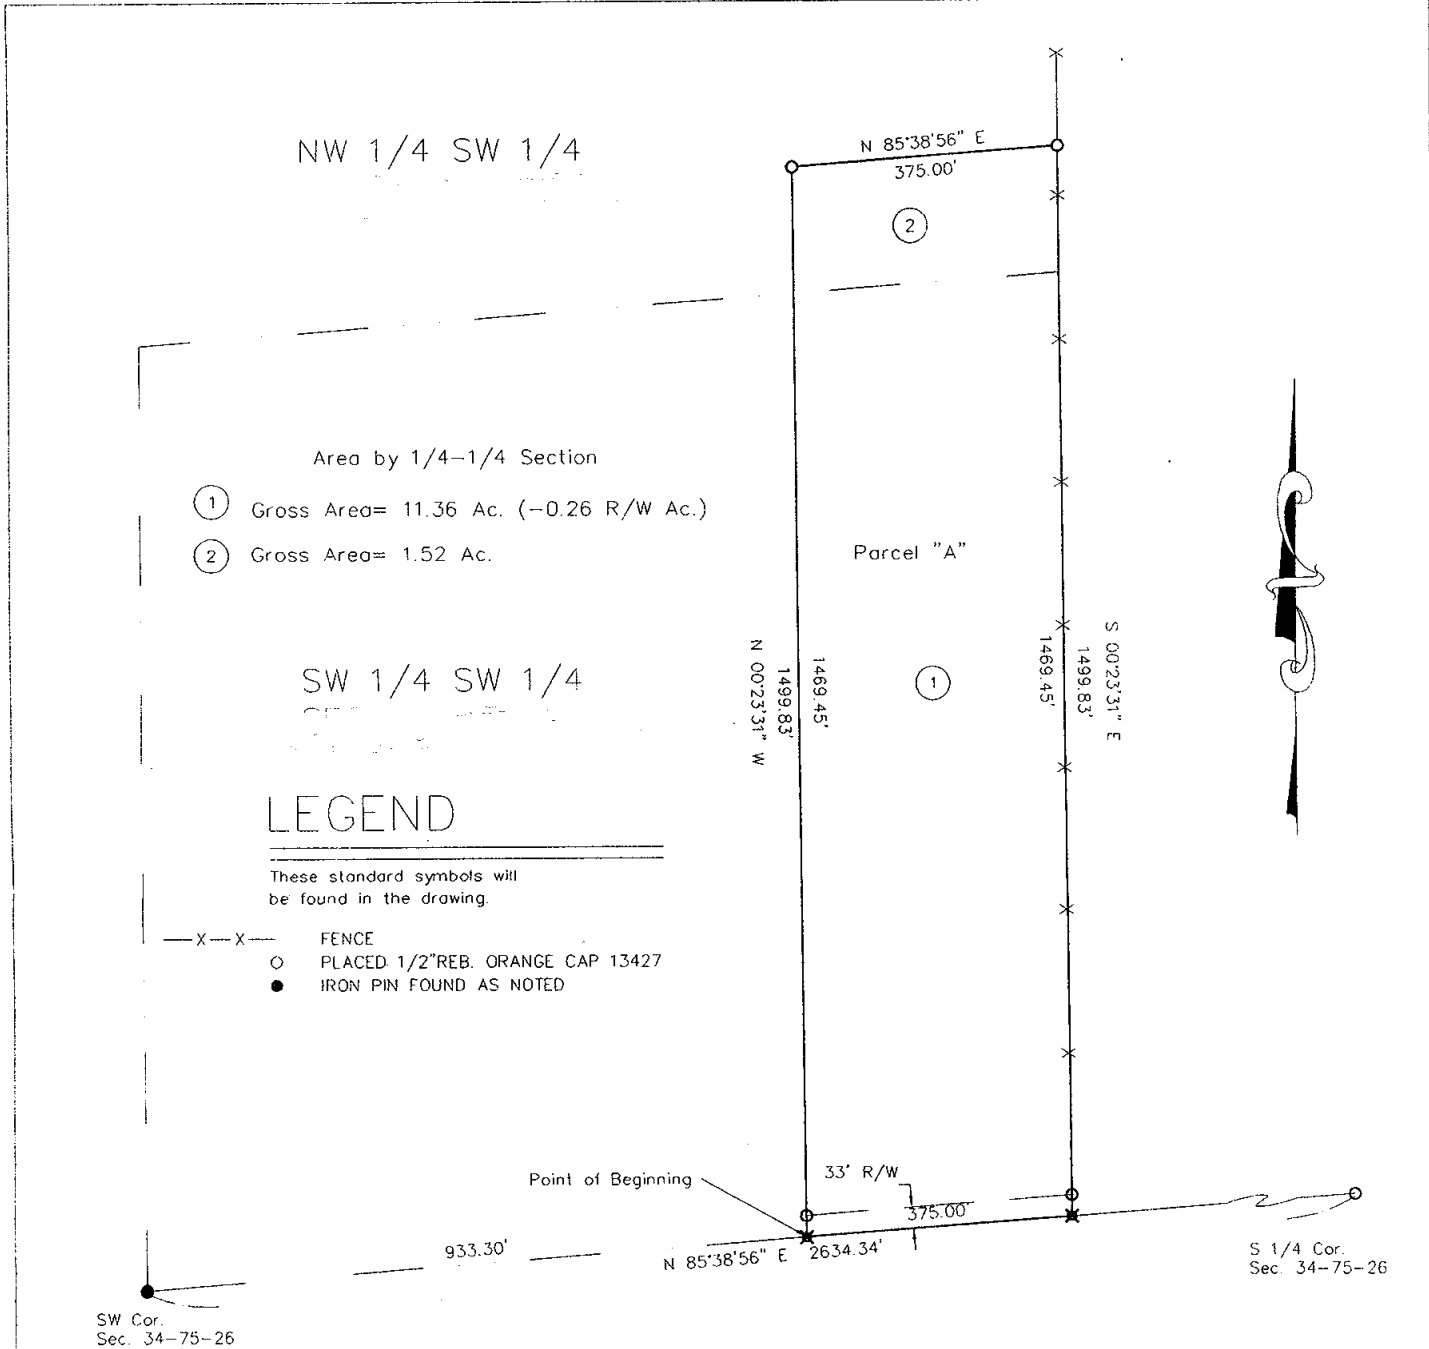 N 85°38'56" E
375.00'
NW 1/4 SW 1/4
2
Area by 1/4-1/4 Section
1 Gross Area= 11.36 Ac. (-0.26 R/W Ac.)
2 Gross Area= 1.52 Ac.
Parcel "A"
N 00°23'31" W
1499.83'
1469.45'
1
1469.45'
1499.83'
S 00°23'31" E
SW 1/4 SW 1/4
LEGEND
These standard symbols will
be found in the drawing.
—X—X— FENCE
PLACED 1/2"REB. ORANGE CAP 13427
IRON PIN FOUND AS NOTED
Point of Beginning
33' R/W
375.00'
933.30'
N 85°38'56" E 2634.34'
S 1/4 Cor.
Sec. 34-75-26
SW Cor.
Sec. 34-75-26